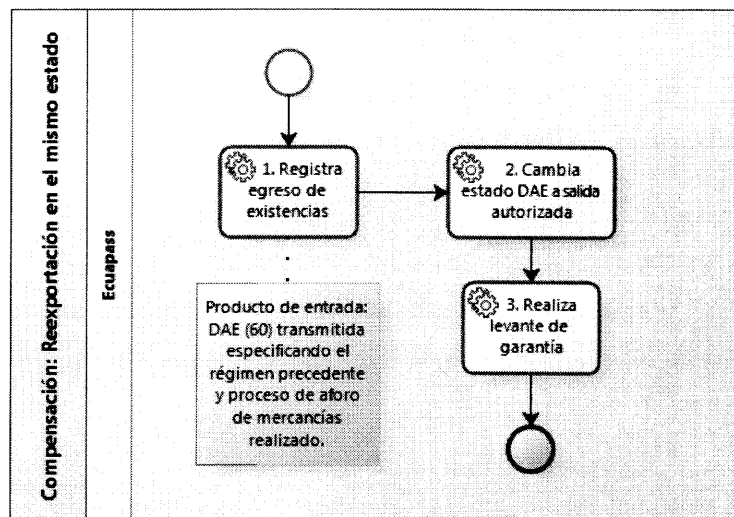 Compensación: Reexportación en el mismo estado
Ecuapass
1. Registra
egreso de
existencias
2. Cambia
estado DAE a salida
autorizada
3. Realiza
levante de
garantía
Producto de entrada:
DAE (60) transmitida
especificando el
régimen precedente
y proceso de aforo
de mercancías
realizado.